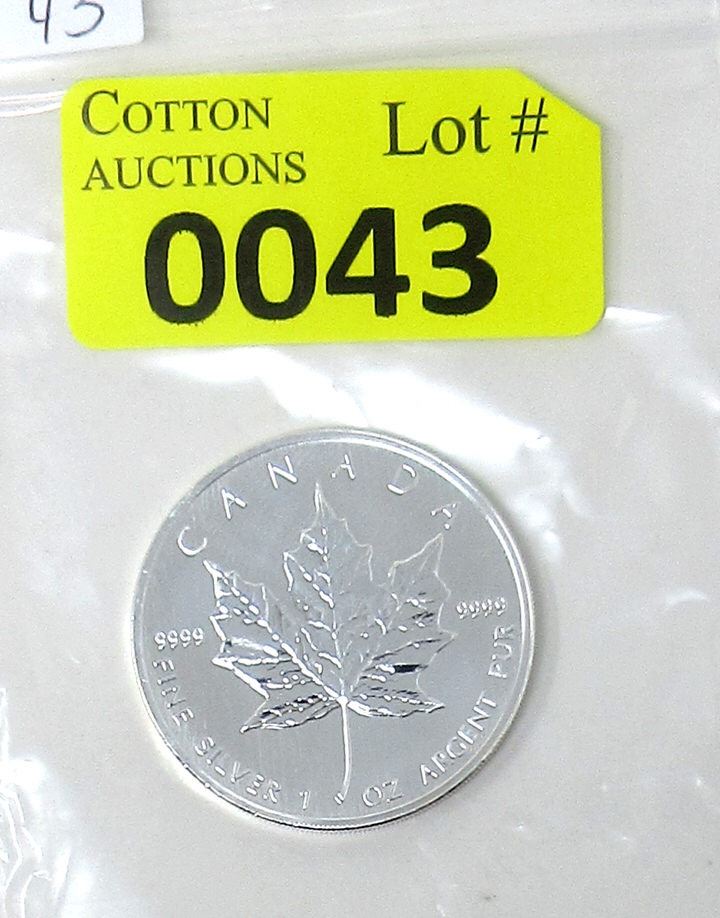 43
COTTON
AUCTIONS
Lot #
0043
CANADA
9999
9999
FINE SILVER 1 OZ ARGENT PUR